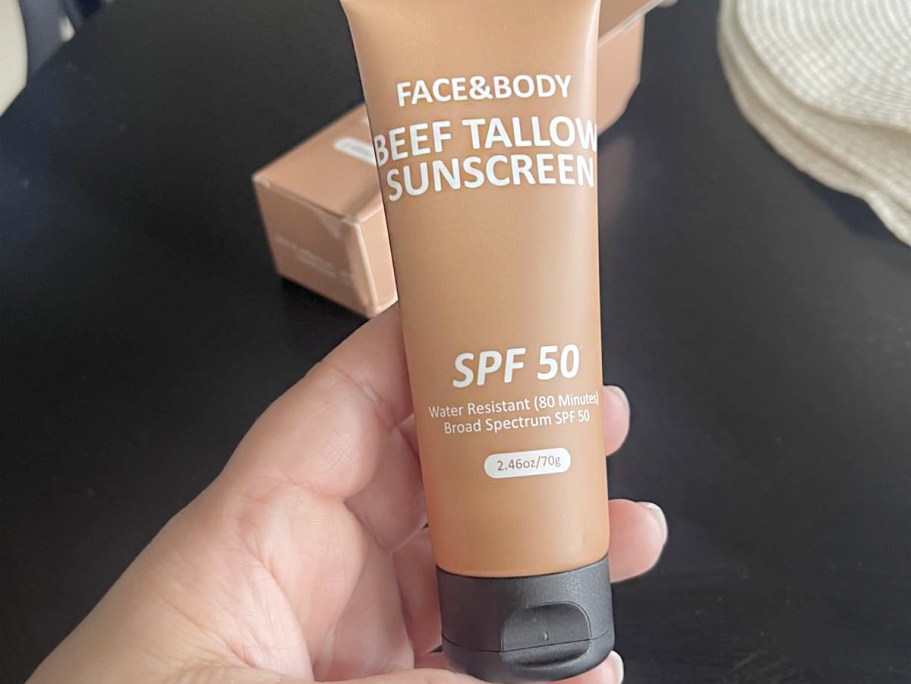 FACE&BODY
BEEF TALLOW
SUNSCREEN
SPF 50
Water Resistant (80 Minutes)
Broad Spectrum SPF 50
2.46oz/70g